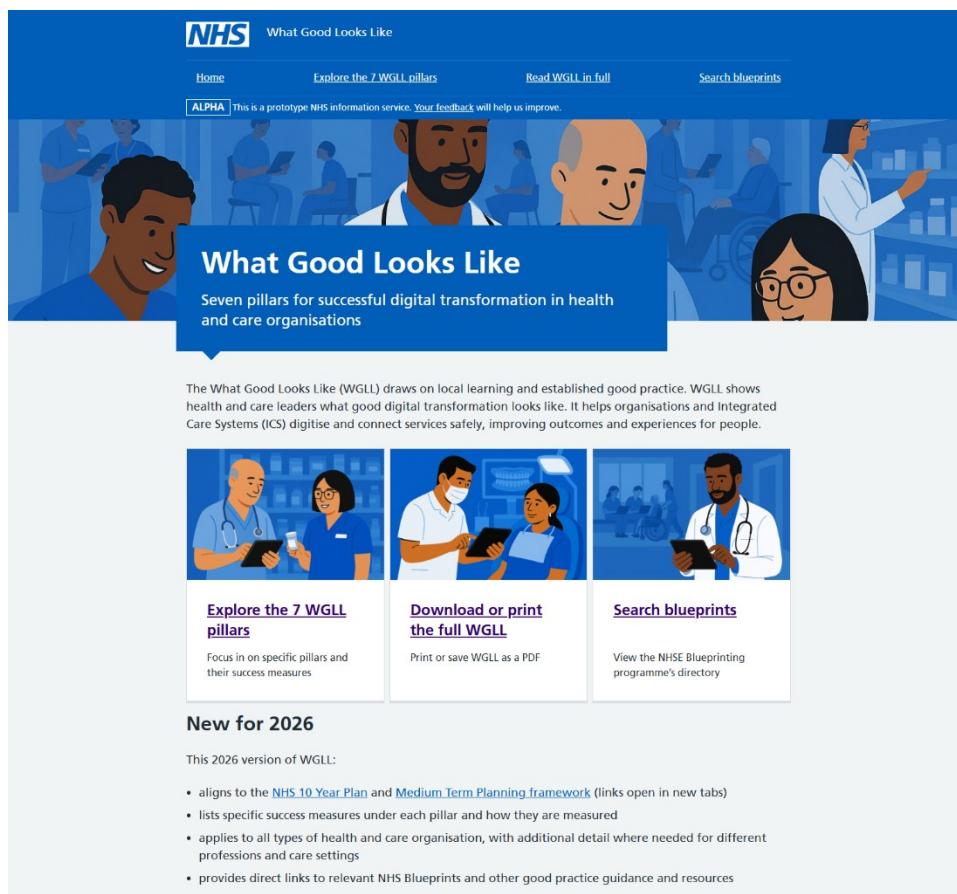 NHS What Good Looks Like
Home Explore the 7 WGLL pillars Read WGLL in full Search blueprints
ALPHA This is a prototype NHS information service. Your feedback will help us improve.
What Good Looks Like
Seven pillars for successful digital transformation in health
and care organisations
The What Good Looks Like (WGLL) draws on local learning and established good practice. WGLL shows
health and care leaders what good digital transformation looks like. It helps organisations and Integrated
Care Systems (ICS) digitise and connect services safely, improving outcomes and experiences for people.
Explore the 7 WGLL
pillars
Focus in on specific pillars and
their success measures
Download or print
the full WGLL
Print or save WGLL as a PDF
Search blueprints
View the NHSE Blueprinting
programme's directory
New for 2026
This 2026 version of WGLL:
• aligns to the NHS 10 Year Plan and Medium Term Planning framework (links open in new tabs)
• lists specific success measures under each pillar and how they are measured
• applies to all types of health and care organisation, with additional detail where needed for different
professions and care settings
• provides direct links to relevant NHS Blueprints and other good practice guidance and resources